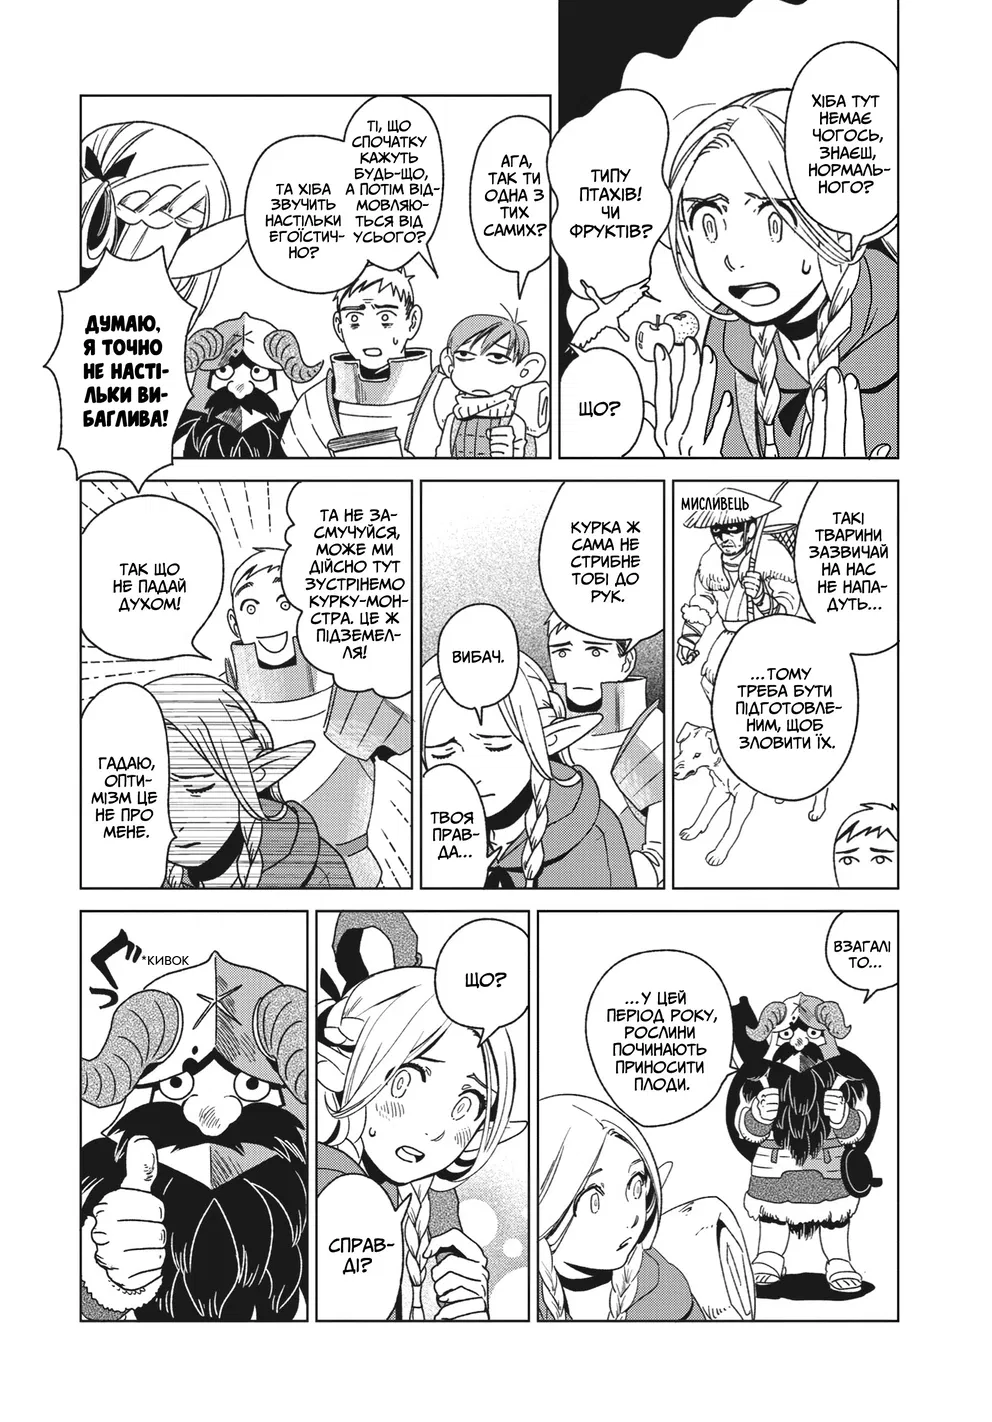 ХІБА ТУТ
НЕМАЄ
ЧОГОСЬ,
ЗНАЄШ,
НОРМАЛЬ-
НОГО?
ТИПУ
ПТАХІВ!
ЧИ
ФРУКТІВ?
ЩО?
АГА,
ТАК ТИ
ОДНА З
ТИХ
САМИХ?
ТІ, ЩО
СПОЧАТКУ
КАЖУТЬ
БУДЬ-ЩО,
А ПОТІМ ВІД-
МОВЛЯЮ-
ТЬСЯ ВІД
УСЬОГО?
ТА ХІБА
ЗВУЧИТЬ
НАСТІЛЬКИ
ЕГОЇСТИЧ-
НО?
ДУМАЮ,
Я ТОЧНО
НЕ НАСТІ-
ЛЬКИ ВИ-
БАГЛИВА!
МИСЛИВЕЦЬ
ТАКІ
ТВАРИНИ
ЗАЗВИЧАЙ
НА НАС
НЕ НАПА-
ДУТЬ...
...ТОМУ
ТРЕБА БУТИ
ПІДГОТОВЛЕ-
НИМ, ЩОБ
ЗЛОВИТИ ЇХ.
КУРКА Ж
САМА НЕ
СТРИБНЕ
ТОБІ ДО
РУК.
ВИБАЧ.
ТВОЯ
ПРАВ-
ДА...
ТА НЕ ЗА-
СМУЧУЙСЯ,
МОЖЕ МИ
ДІЙСНО ТУТ
ЗУСТРІНЕМО
КУРКУ-МОН-
СТРА. ЦЕ Ж
ПІДЗЕМЕЛ-
ЛЯ!
ТАК ЩО
НЕ ПАДАЙ
ДУХОМ!
ГАДАЮ,
ОПТИ-
МІЗМ ЦЕ
НЕ ПРО
МЕНЕ.
ВЗАГАЛІ
ТО...
...У ЦЕЙ
ПЕРІОД РОКУ,
РОСЛИНИ
ПОЧИНАЮТЬ
ПРИНОСИТИ
ПЛОДИ.
ЩО?
СПРАВ-
ДІ?
グッ
*КИВОК